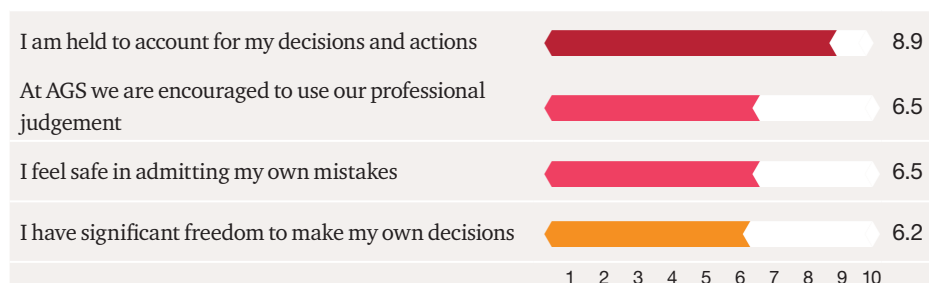 I am held to account for my decisions and actions 8.9
At AGS we are encouraged to use our professional
judgement 6.5
I feel safe in admitting my own mistakes 6.5
I have significant freedom to make my own decisions 6.2
1 2 3 4 5 6 7 8 9 10